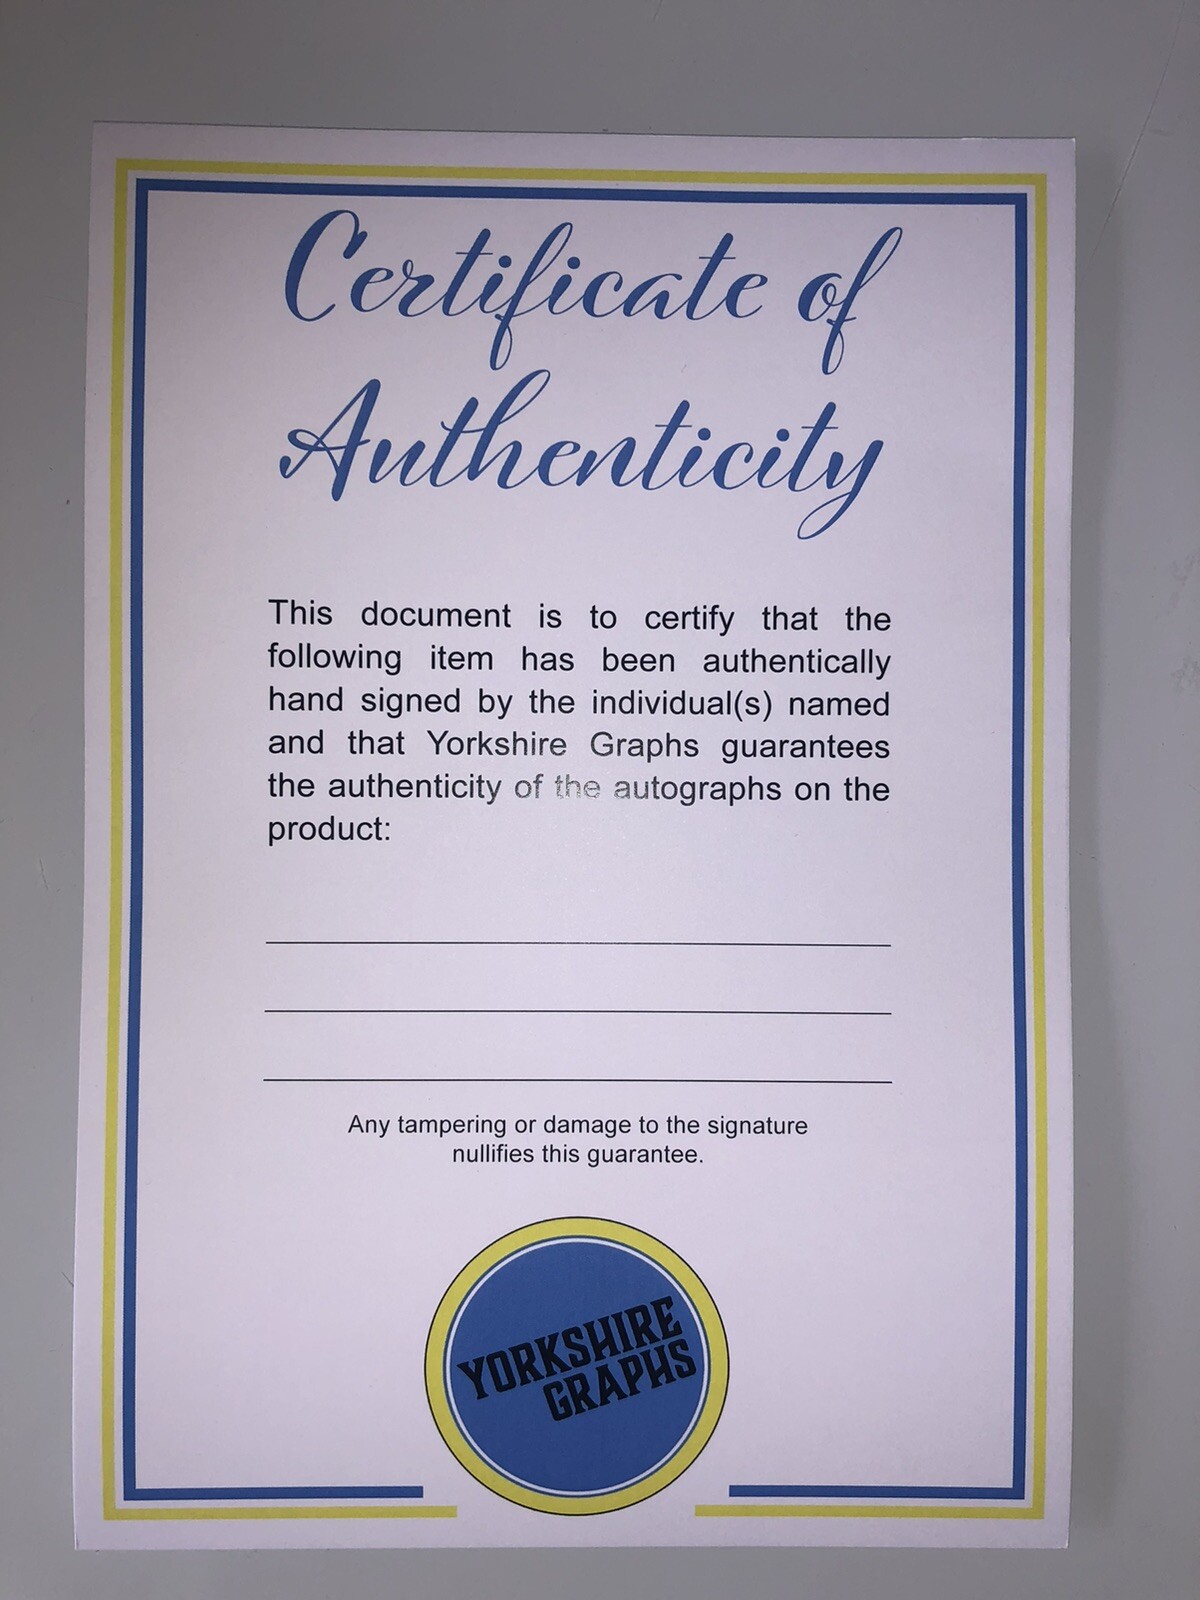 Certificate of
Authenticity
This document is to certify that the
following item has been authentically
hand signed by the individual(s) named
and that Yorkshire Graphs guarantees
the authenticity of the autographs on the
product:
Any tampering or damage to the signature
nullifies this guarantee.
YORKSHIRE
GRAPHS